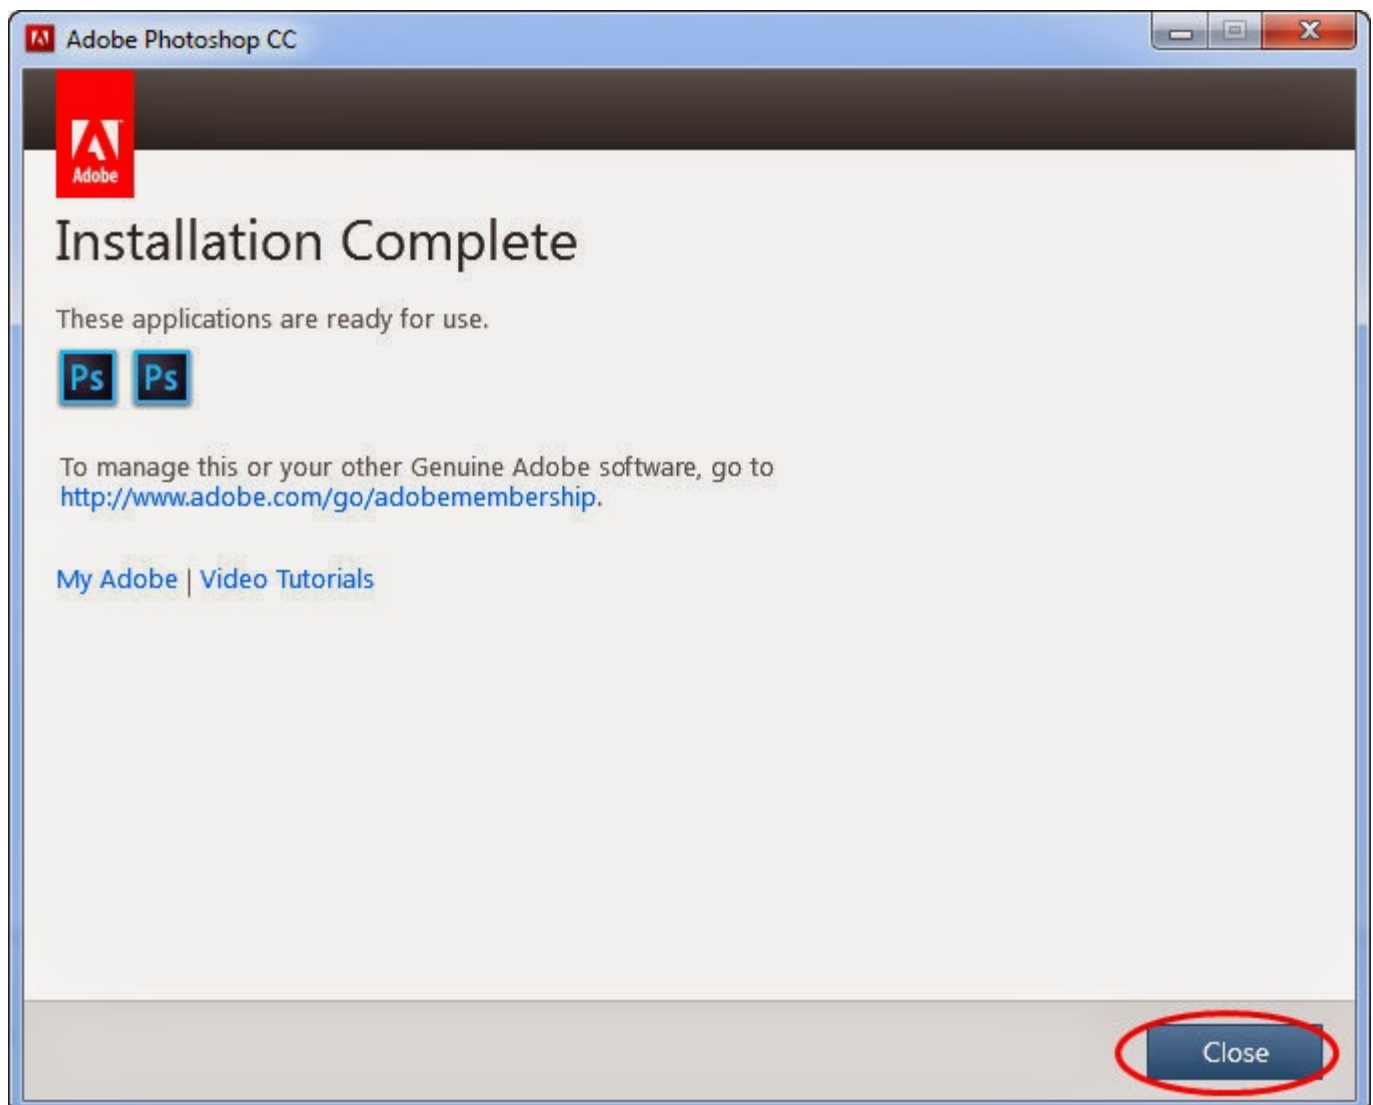 Adobe Photoshop CC
Adobe
Installation Complete
These applications are ready for use.
Ps Ps
To manage this or your other Genuine Adobe software, go to
http://www.adobe.com/go/adobemembership.
My Adobe | Video Tutorials
Close